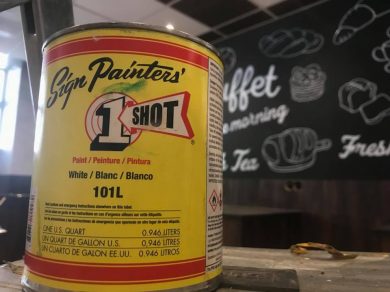 Sign Painters'
1 SHOT
Paint / Peinture / Pintura
White / Blanc / Blanco
101L
ONE U.S. QUART 0.946 LITERS
UN QUART DE GALLON U.S. 0,946 LITRES
UN CUARTO DE GALON EE.UU. 0.946 LITROS
uffet
morning
Tea
Fresh